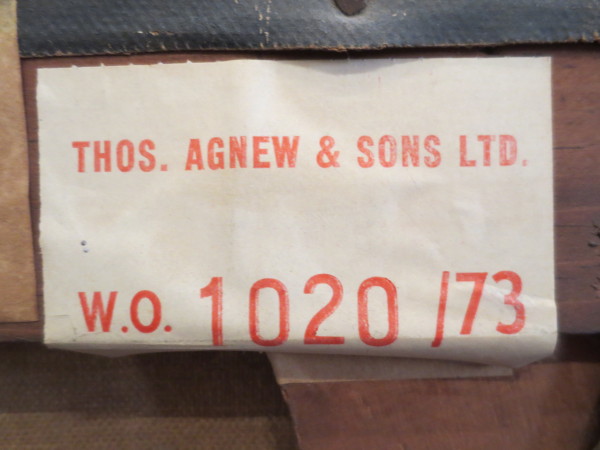 THOS. AGNEW & SONS LTD.
W.O. 1020 /73